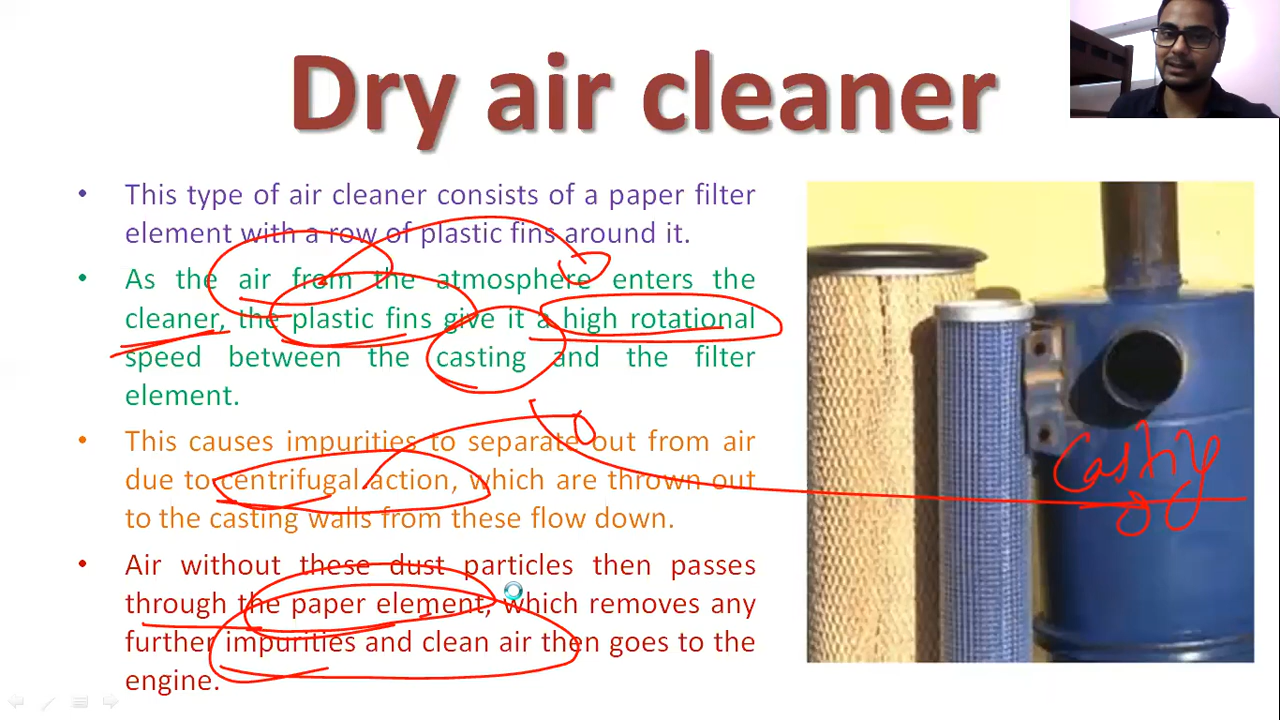 Dry air cleaner
• This type of air cleaner consists of a paper filter
element with a row of plastic fins around it.
• As the air from the atmosphere enters the
cleaner, the plastic fins give it a high rotational
speed between the casting and the filter
element.
• This causes impurities to separate out from air
due to centrifugal action, which are thrown out
to the casting walls from these flow down.
• Air without these dust particles then passes
through the paper element, which removes any
further impurities and clean air then goes to the
engine.
Casting